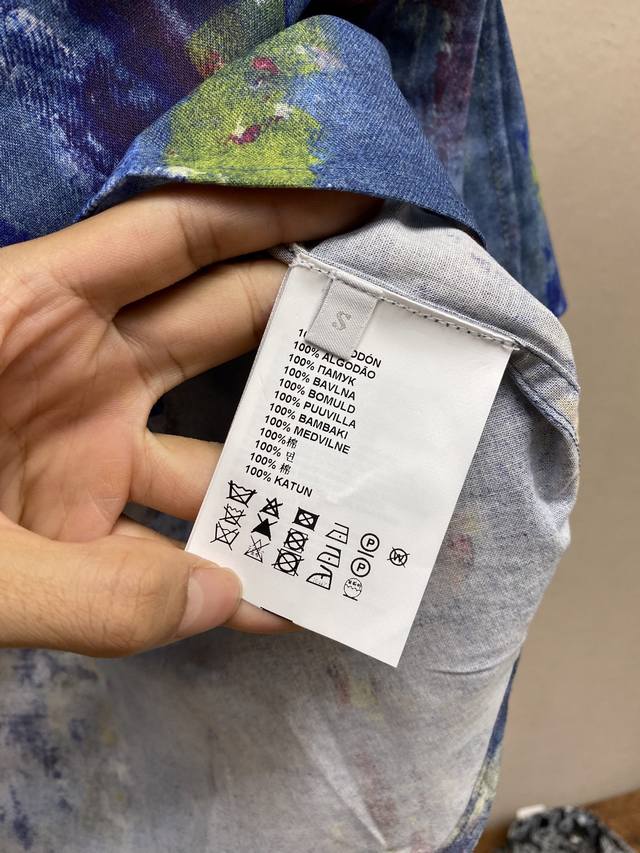 S
100% ALGODÃO
100% ПАМУК
100% BAVLNA
100% BOMULD
100% PUUVILLA
100% BAMBAKI
100% MEDVILNE
100%棉
100% 면
100% 棉
100% KATUN
P W
P